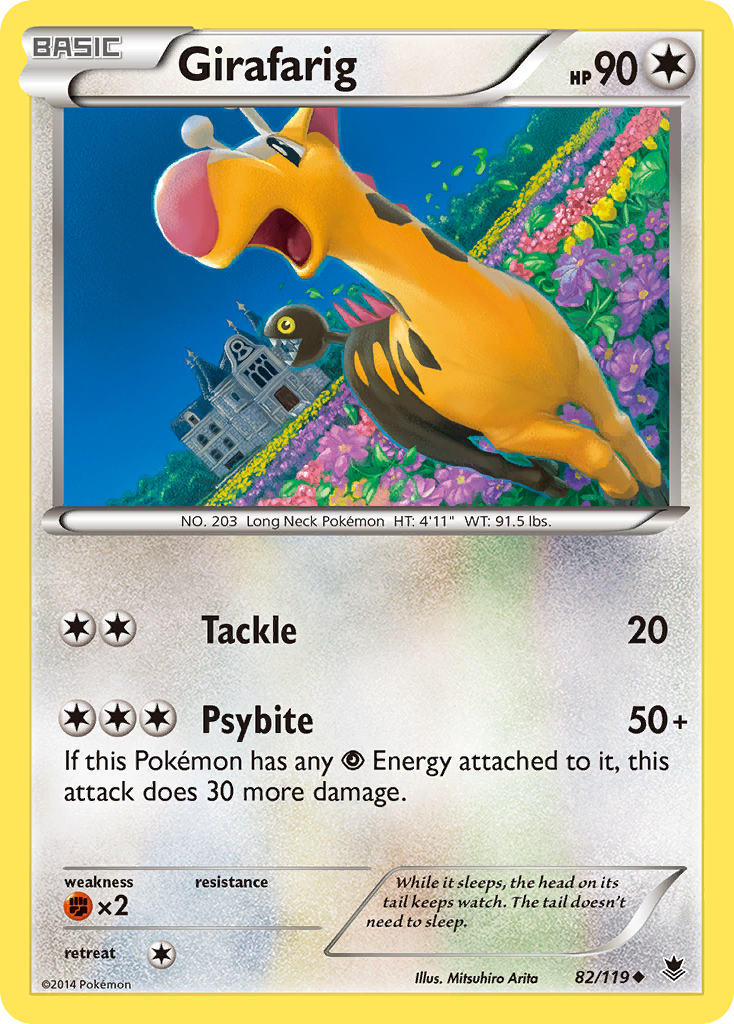 BASIC
Girafarig
HP 90
NO. 203 Long Neck Pokémon HT: 4'11" WT: 91.5 lbs.
Tackle 20
Psybite 50+
If this Pokémon has any Energy attached to it, this
attack does 30 more damage.
weakness resistance
×2
While it sleeps, the head on its
tail keeps watch. The tail doesn't
need to sleep.
retreat
©2014 Pokémon
Illus. Mitsuhiro Arita 82/119